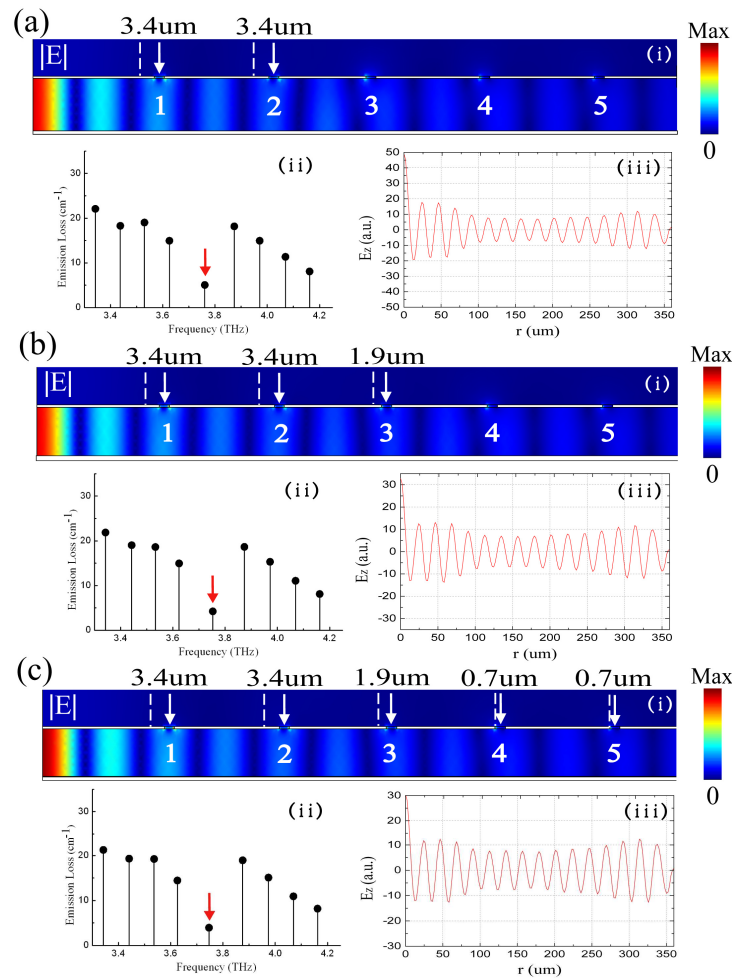 (a)
3.4um 3.4um Max
|E| (i)
1 2 3 4 5
0
(ii)
Emission Loss (cm-1)
30
20
10
0
3.4 3.6 3.8 4.0 4.2
Frequency (THz)
(iii)
Ez (a.u.)
50
40
30
20
10
0
-10
-20
-30
-40
-50
0 50 100 150 200 250 300 350
r (um)
(b)
3.4um 3.4um 1.9um Max
|E| (i)
1 2 3 4 5
0
(ii)
Emission Loss (cm-1)
30
20
10
0
3.4 3.6 3.8 4.0 4.2
Frequency (THz)
(iii)
Ez (a.u.)
30
20
10
0
-10
-20
-30
0 50 100 150 200 250 300 350
r (um)
(c)
3.4um 3.4um 1.9um 0.7um 0.7um Max
|E| (i)
1 2 3 4 5
0
(ii)
Emission Loss (cm-1)
30
20
10
0
3.4 3.6 3.8 4.0 4.2
Frequency (THz)
(iii)
Ez (a.u.)
30
20
10
0
-10
-20
-30
0 50 100 150 200 250 300 350
r (um)